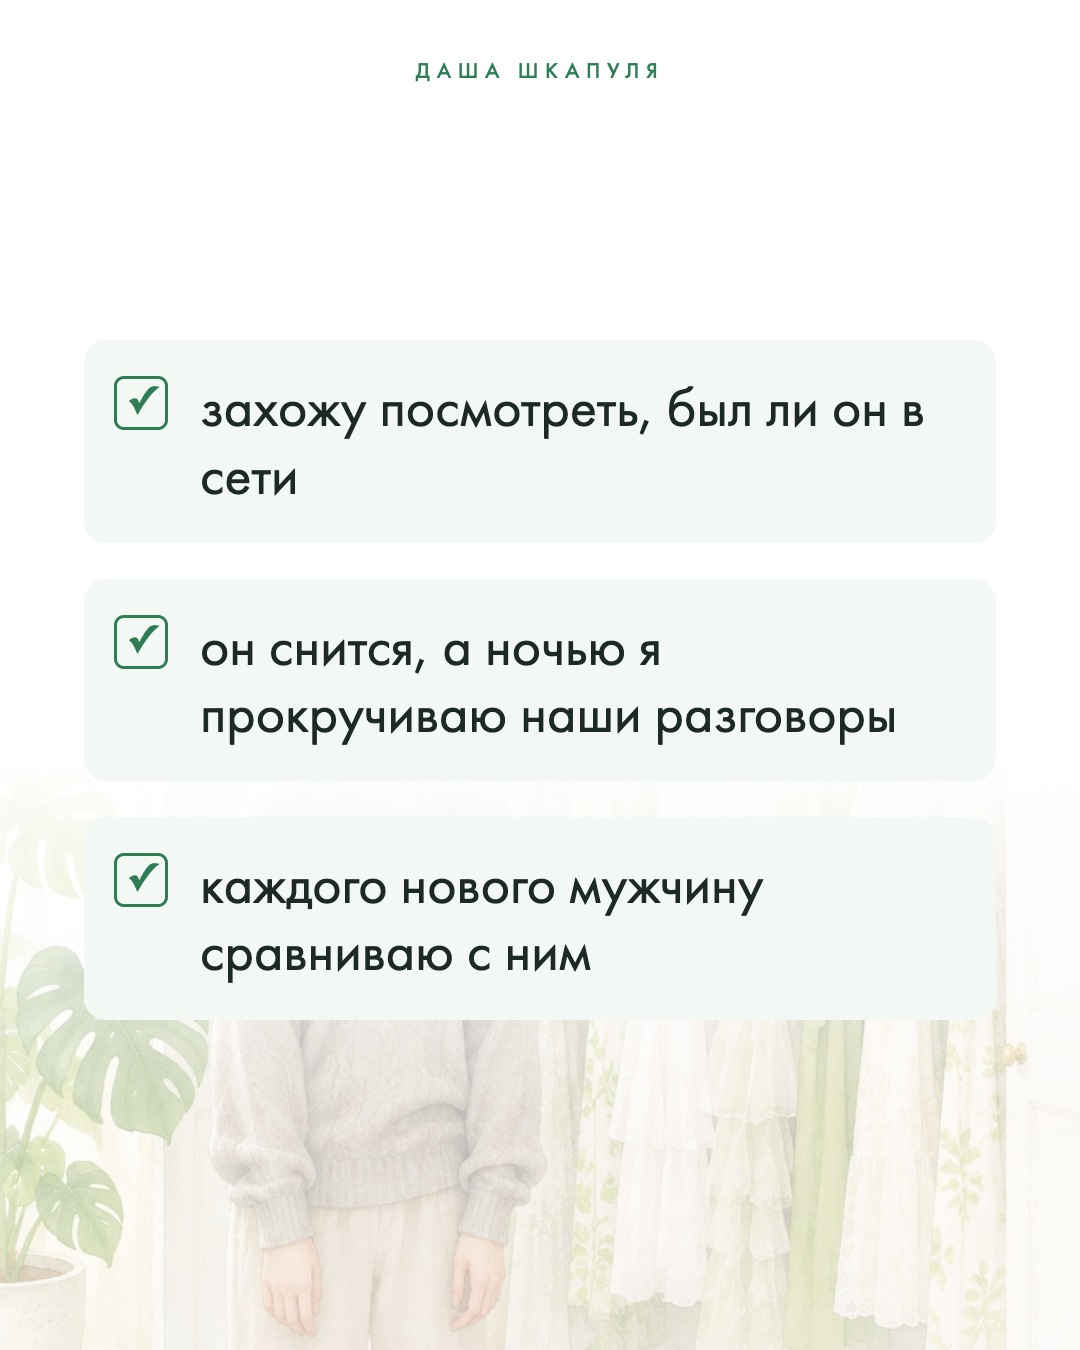 ДАША ШКАПУЛЯ
захожу посмотреть, был ли он в
сети
он снится, а ночью я
прокручиваю наши разговоры
каждого нового мужчину
сравниваю с ним